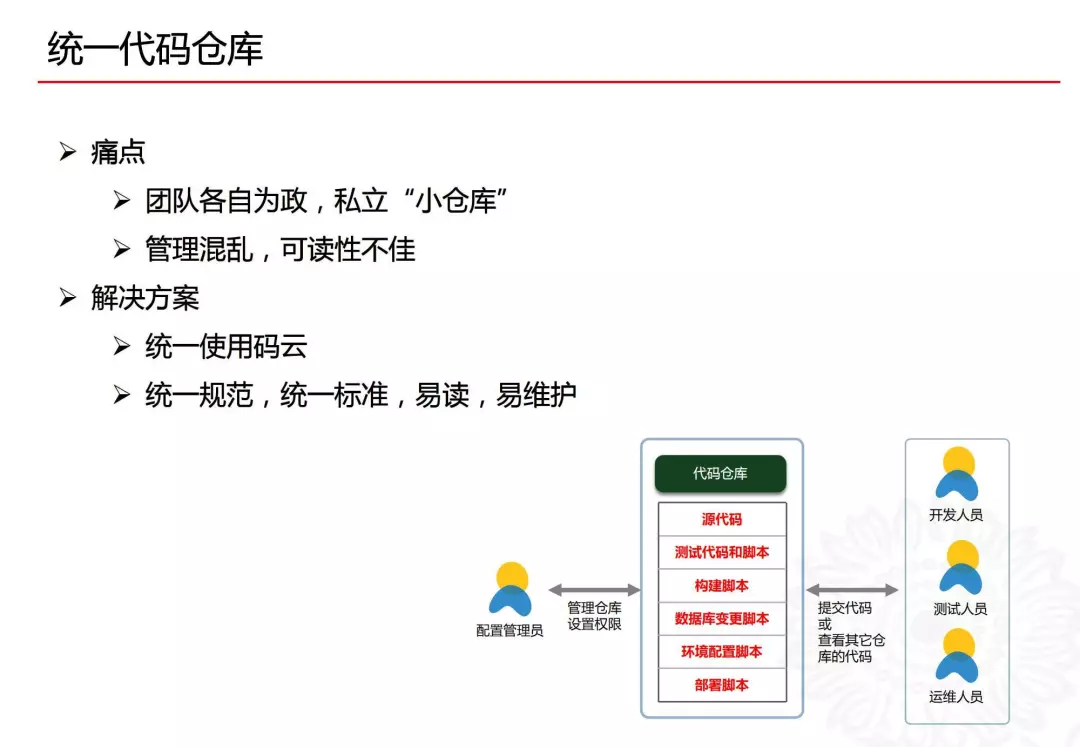 统一代码仓库
痛点
团队各自为政，私立“小仓库”
管理混乱，可读性不佳
解决方案
统一使用码云
统一规范，统一标准，易读，易维护
代码仓库
源代码
测试代码和脚本
构建脚本
数据库变更脚本
环境配置脚本
部署脚本
配置管理员
管理仓库
设置权限
提交代码
或
查看其它仓
库的代码
开发人员
测试人员
运维人员